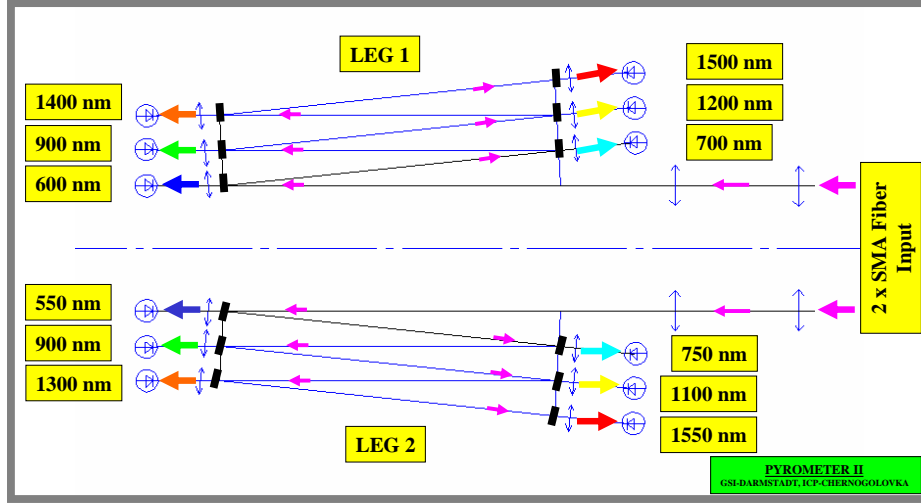 LEG 1
1400 nm
900 nm
600 nm
1500 nm
1200 nm
700 nm
2 x SMA Fiber
Input
550 nm
900 nm
1300 nm
750 nm
1100 nm
1550 nm
LEG 2
PYROMETER II
GSI-DARMSTADT, ICP-CHERNOGOLOVKA